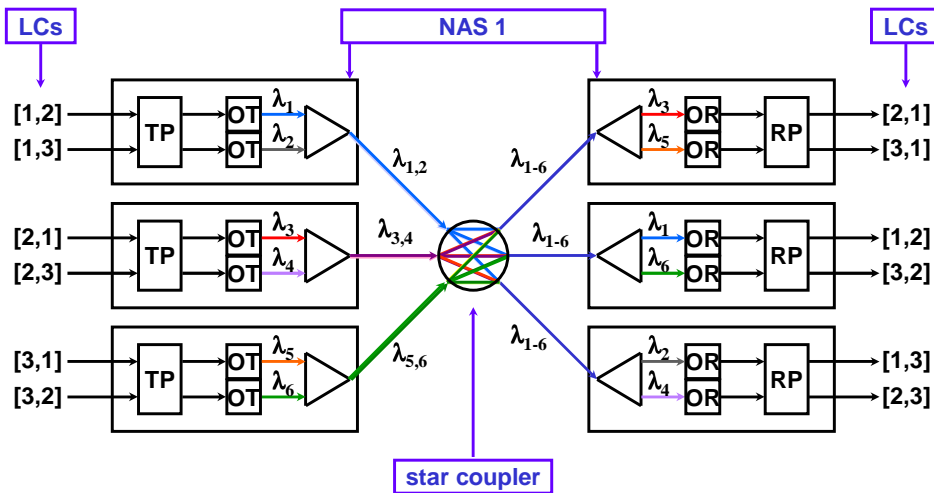 LCs
NAS 1
LCs
[1,2]
[1,3]
TP
OT
OT
λ1
λ2
λ1,2
λ1-6
λ3
λ5
OR
OR
RP
[2,1]
[3,1]
[2,1]
[2,3]
TP
OT
OT
λ3
λ4
λ3,4
λ1-6
λ1
λ6
OR
OR
RP
[1,2]
[3,2]
[3,1]
[3,2]
TP
OT
OT
λ5
λ6
λ5,6
λ1-6
λ2
λ4
OR
OR
RP
[1,3]
[2,3]
star coupler